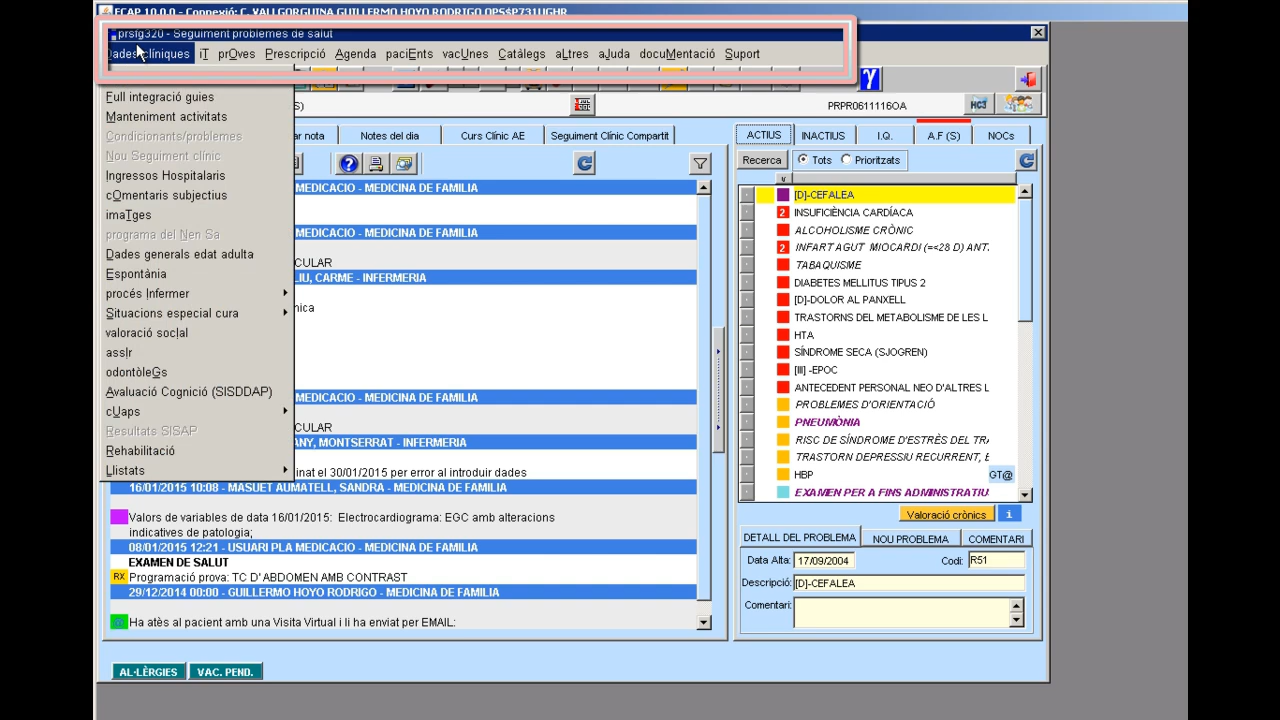 ECAP 10.0.0 - Connexió: C. VALLGORGUINA GUILLERMO HOYO RODRIGO OPS$P731UGHR
prsfg320 - Seguiment problemes de salut
Dades clíniques iT prOves Prescripció Agenda paciEnts vacUnes Catàlegs aLtres aJuda docuMentació Suport
Full integració guies
Manteniment activitats
Condicionants/problemes
Nou Seguiment clínic
Ingressos Hospitalaris
cOmentaris subjectius
imaTges
programa del Nen Sa
Dades generals edat adulta
Espontània
procés Infermer
Situacions especial cura
valoració socIal
assIr
odontòleGs
Avaluació Cognició (SISDDAP)
cUaps
Resultats SISAP
Rehabilitació
Llistats
S)
PRPR0611116OA
HC3
ar nota Notes del dia Curs Clínic AE Seguiment Clínic Compartit
MEDICACIO - MEDICINA DE FAMILIA
MEDICACIO - MEDICINA DE FAMILIA
CULAR
IU, CARME - INFERMERIA
nica
MEDICACIO - MEDICINA DE FAMILIA
CULAR
ANY, MONTSERRAT - INFERMERIA
inat el 30/01/2015 per error al introduir dades
16/01/2015 10:08 - MASUET AUMATELL, SANDRA - MEDICINA DE FAMILIA
Valors de variables de data 16/01/2015: Electrocardiograma: EGC amb alteracions
indicatives de patologia;
08/01/2015 12:21 - USUARI PLA MEDICACIO - MEDICINA DE FAMILIA
EXAMEN DE SALUT
RX Programació prova: TC D'ABDOMEN AMB CONTRAST
29/12/2014 00:00 - GUILLERMO HOYO RODRIGO - MEDICINA DE FAMILIA
Ha atès al pacient amb una Visita Virtual i li ha enviat per EMAIL:
ACTIUS INACTIUS I.Q. A.F (S) NOCs
Recerca Tots Prioritzats
[D]-CEFALEA
2 INSUFICIÈNCIA CARDÍACA
ALCOHOLISME CRÒNIC
2 INFART AGUT MIOCARDI (=<28 D) ANT.
TABAQUISME
DIABETES MELLITUS TIPUS 2
[D]-DOLOR AL PANXELL
TRASTORNS DEL METABOLISME DE LES L
HTA
SÍNDROME SECA (SJOGREN)
[III] -EPOC
ANTECEDENT PERSONAL NEO D'ALTRES L
PROBLEMES D'ORIENTACIÓ
PNEUMÒNIA
RISC DE SÍNDROME D'ESTRÈS DEL TR
TRASTORN DEPRESSIU RECURRENT, E
HBP GT@
EXAMEN PER A FINS ADMINISTRATIU
Valoració crònics i
DETALL DEL PROBLEMA NOU PROBLEMA COMENTARI
Data Alta: 17/09/2004 Codi: R51
Descripció: [D]-CEFALEA
Comentari:
AL·LÈRGIES VAC. PEND.